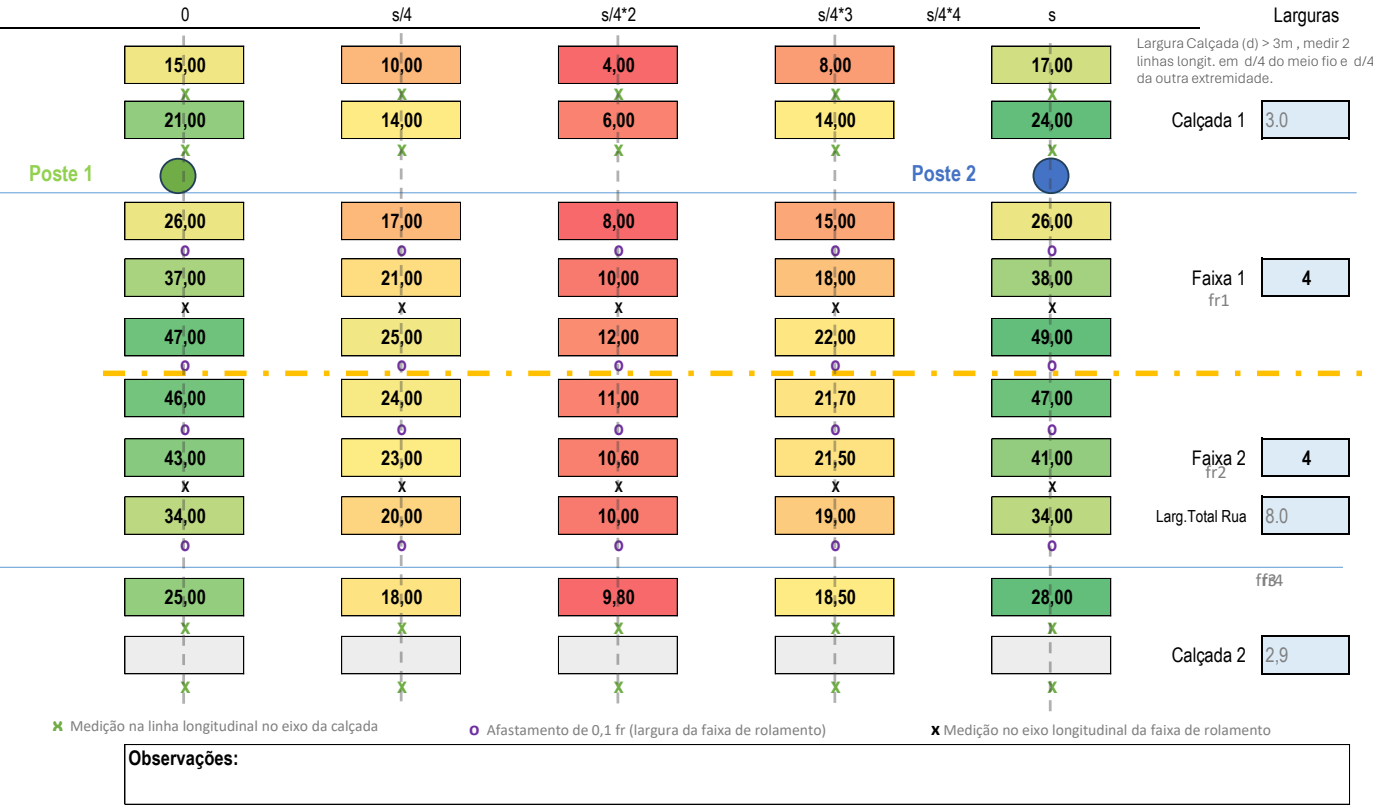 0 s/4 s/4*2 s/4*3 s/4*4 s Larguras
Largura Calçada (d) > 3m , medir 2
linhas longit. em d/4 do meio fio e d/4
da outra extremidade.
15,00 10,00 4,00 8,00 17,00
x x x x x
21,00 14,00 6,00 14,00 24,00 Calçada 1 3.0
x x x x x
Poste 1 Poste 2
26,00 17,00 8,00 15,00 26,00
o o o o o
37,00 21,00 10,00 18,00 38,00 Faixa 1 4
fr1
x x x x x
47,00 25,00 12,00 22,00 49,00
o o o o o
46,00 24,00 11,00 21,70 47,00
o o o o o
43,00 23,00 10,60 21,50 41,00 Faixa 2 4
fr2
x x x x x
34,00 20,00 10,00 19,00 34,00 Larg.Total Rua 8.0
o o o o o
25,00 18,00 9,80 18,50 28,00
x x x x x
Calçada 2 2,9
x x x x x
x Medição na linha longitudinal no eixo da calçada
o Afastamento de 0,1 fr (largura da faixa de rolamento)
x Medição no eixo longitudinal da faixa de rolamento
Observações: